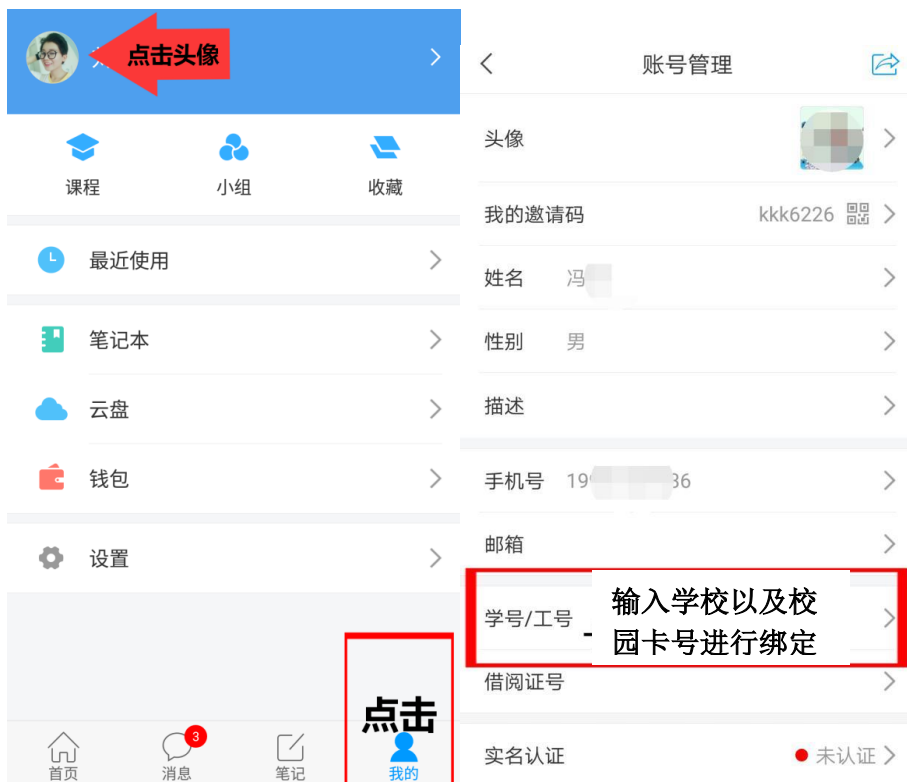 点击头像
课程
小组
收藏
最近使用
笔记本
云盘
钱包
设置
点击
3
首页
消息
笔记
我的
账号管理
头像
我的邀请码 kkk6226
姓名 冯
性别 男
描述
手机号 19 36
邮箱
学号/工号
输入学校以及校
园卡号进行绑定
借阅证号
实名认证 未认证